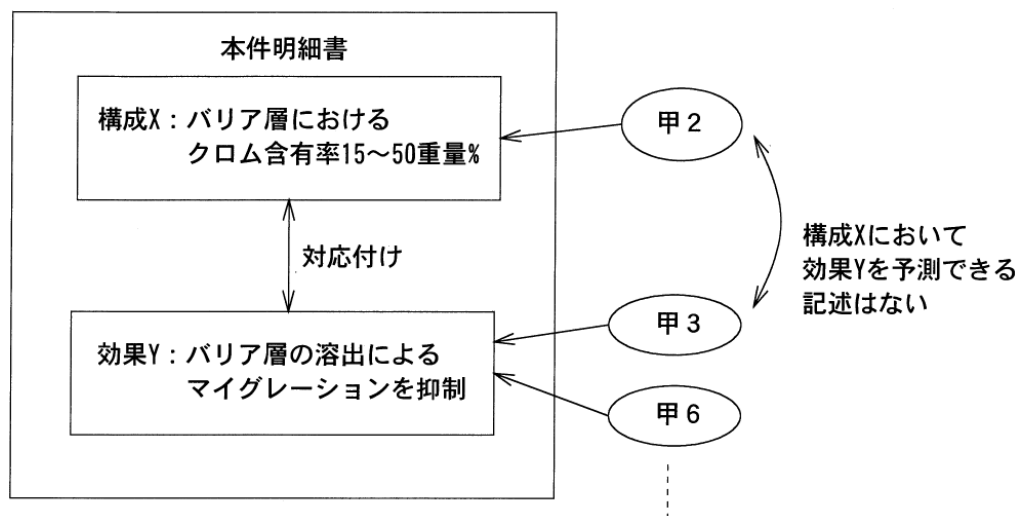 本件明細書
構成X：バリア層における
クロム含有率15～50重量%
対応付け
効果Y：バリア層の溶出による
マイグレーションを抑制
甲2
甲3
甲6
構成Xにおいて
効果Yを予測できる
記述はない